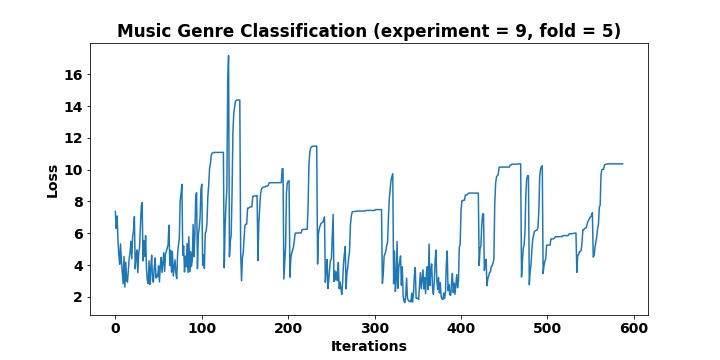 Music Genre Classification (experiment = 9, fold = 5)
16
14
12
10
8
6
4
2
Loss
0 100 200 300 400 500 600
Iterations